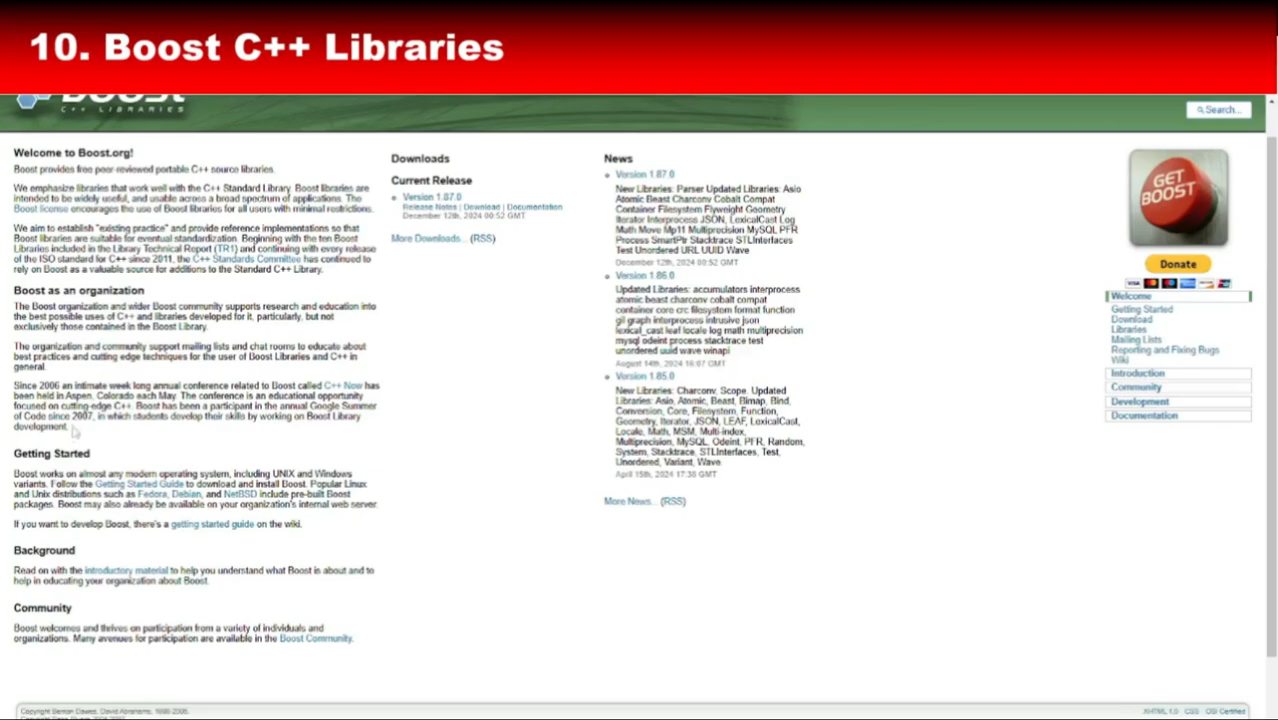 10. Boost C++ Libraries
BOOST
C++ LIBRARIES
Search...
Welcome to Boost.org!
Boost provides free peer-reviewed portable C++ source libraries.
We emphasize libraries that work well with the C++ Standard Library. Boost libraries are
intended to be widely useful, and usable across a broad spectrum of applications. The
Boost license encourages the use of Boost libraries for all users with minimal restrictions.
We aim to establish "existing practice" and provide reference implementations so that
Boost libraries are suitable for eventual standardization. Beginning with the ten Boost
Libraries included in the Library Technical Report (TR1) and continuing with every release
of the ISO standard for C++ since 2011, the C++ Standards Committee has continued to
rely on Boost as a valuable source for additions to the Standard C++ Library.
Boost as an organization
The Boost organization and wider Boost community supports research and education into
the best possible uses of C++ and libraries developed for it, particularly, but not
exclusively those contained in the Boost Library.
The organization and community support mailing lists and chat rooms to educate about
best practices and cutting edge techniques for the user of Boost Libraries and C++ in
general.
Since 2006 an intimate week long annual conference related to Boost called C++ Now has
been held in Aspen, Colorado each May. The conference is an educational opportunity
focused on cutting-edge C++. Boost has been a participant in the annual Google Summer
of Code since 2007, in which students develop their skills by working on Boost Library
development.
Getting Started
Boost works on almost any modern operating system, including UNIX and Windows
variants. Follow the Getting Started Guide to download and install Boost. Popular Linux
and Unix distributions such as Fedora, Debian, and NetBSD include pre-built Boost
packages. Boost may also already be available on your organization's internal web server.
If you want to develop Boost, there's a getting started guide on the wiki.
Background
Read on with the introductory material to help you understand what Boost is about and to
help in educating your organization about Boost.
Community
Boost welcomes and thrives on participation from a variety of individuals and
organizations. Many avenues for participation are available in the Boost Community.
Downloads
Current Release
Version 1.87.0
Release Notes | Download | Documentation
December 12th, 2024 00:52 GMT
More Downloads... (RSS)
News
Version 1.87.0
New Libraries: Parser Updated Libraries: Asio
Atomic Beast Charconv Cobalt Compat
Container Filesystem Flyweight Geometry
Iterator Interprocess JSON, LexicalCast Log
Math Move Mp11 Multiprecision MySQL PFR
Process SmartPtr Stacktrace STLInterfaces
Test Unordered URL UUID Wave
December 12th, 2024 00:52 GMT
Version 1.86.0
Updated Libraries: accumulators interprocess
atomic beast charconv cobalt compat
container core crc filesystem format function
gil graph interprocess intrusive json
lexical_cast leaf locale log math multiprecision
mysql odeint process stacktrace test
unordered uuid wave winapi
August 14th, 2024 16:07 GMT
Version 1.85.0
New Libraries: Charconv, Scope. Updated
Libraries: Asio, Atomic, Beast, Bimap, Bind,
Conversion, Core, Filesystem, Function,
Geometry, Iterator, JSON, LEAF, LexicalCast,
Locale, Math, MSM, Multi-index,
Multiprecision, MySQL, Odeint, PFR, Random,
System, Stacktrace, STLInterfaces, Test,
Unordered, Variant, Wave
April 15th, 2024 17:38 GMT
More News... (RSS)
GET
BOOST
Donate
VISA
Welcome
Getting Started
Download
Libraries
Mailing Lists
Reporting and Fixing Bugs
Wiki
Introduction
Community
Development
Documentation
Copyright Beman Dawes, David Abrahams, 1998-2005.
XHTML 1.0 CSS OSI Certified